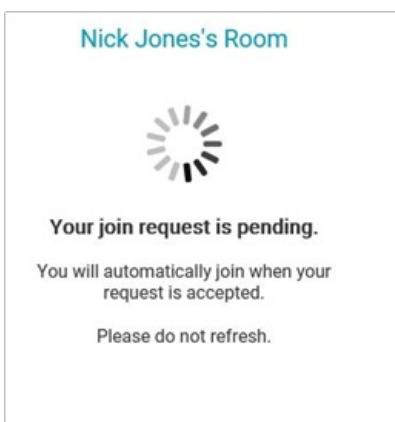 Nick Jones's Room
Your join request is pending.
You will automatically join when your
request is accepted.
Please do not refresh.